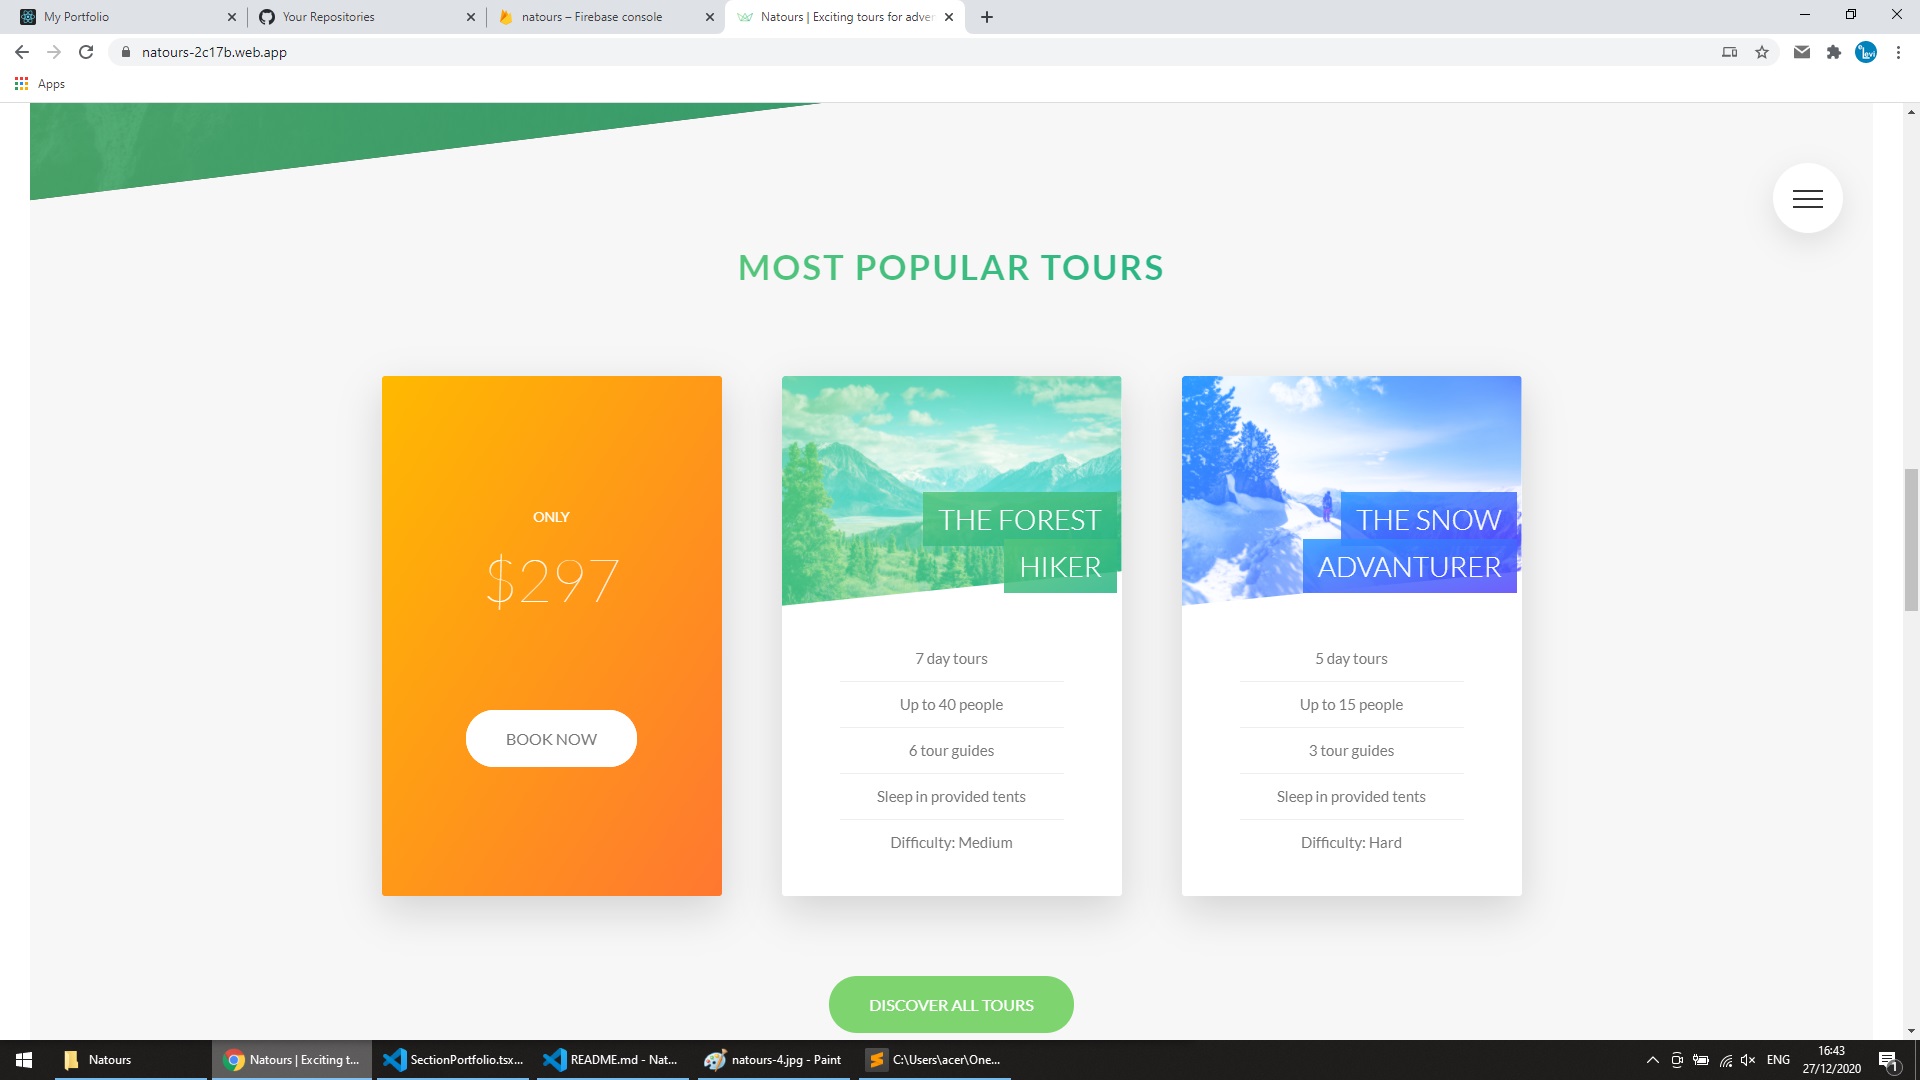 My Portfolio
Your Repositories
natours – Firebase console
Natours | Exciting tours for adver
natours-2c17b.web.app
Apps
MOST POPULAR TOURS
ONLY
$297
BOOK NOW
THE FOREST
HIKER
7 day tours
Up to 40 people
6 tour guides
Sleep in provided tents
Difficulty: Medium
THE SNOW
ADVANTURER
5 day tours
Up to 15 people
3 tour guides
Sleep in provided tents
Difficulty: Hard
DISCOVER ALL TOURS
Natours
Natours | Exciting t...
SectionPortfolio.tsx...
README.md - Nat...
natours-4.jpg - Paint
C:\Users\acer\One...
ENG
16:43
27/12/2020
1